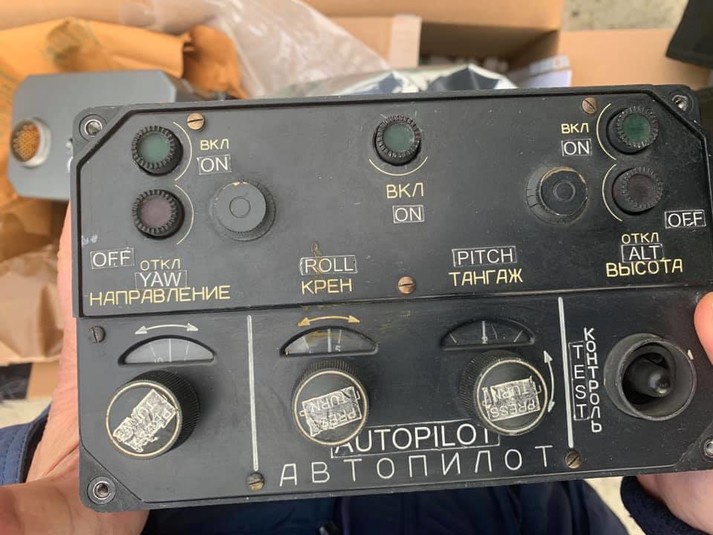 ВКЛ
ON
ВКЛ
ON
ВКЛ
ON
OFF
ОТКЛ
YAW
НАПРАВЛЕНИЕ
ROLL
КРЕН
PITCH
ТАНГАЖ
OFF
ОТКЛ
ALT
ВЫСОТА
PRESS
TURN
PRESS
TURN
TEST
КОНТРОЛЬ
AUTOPILOT
АВТОПИЛОТ